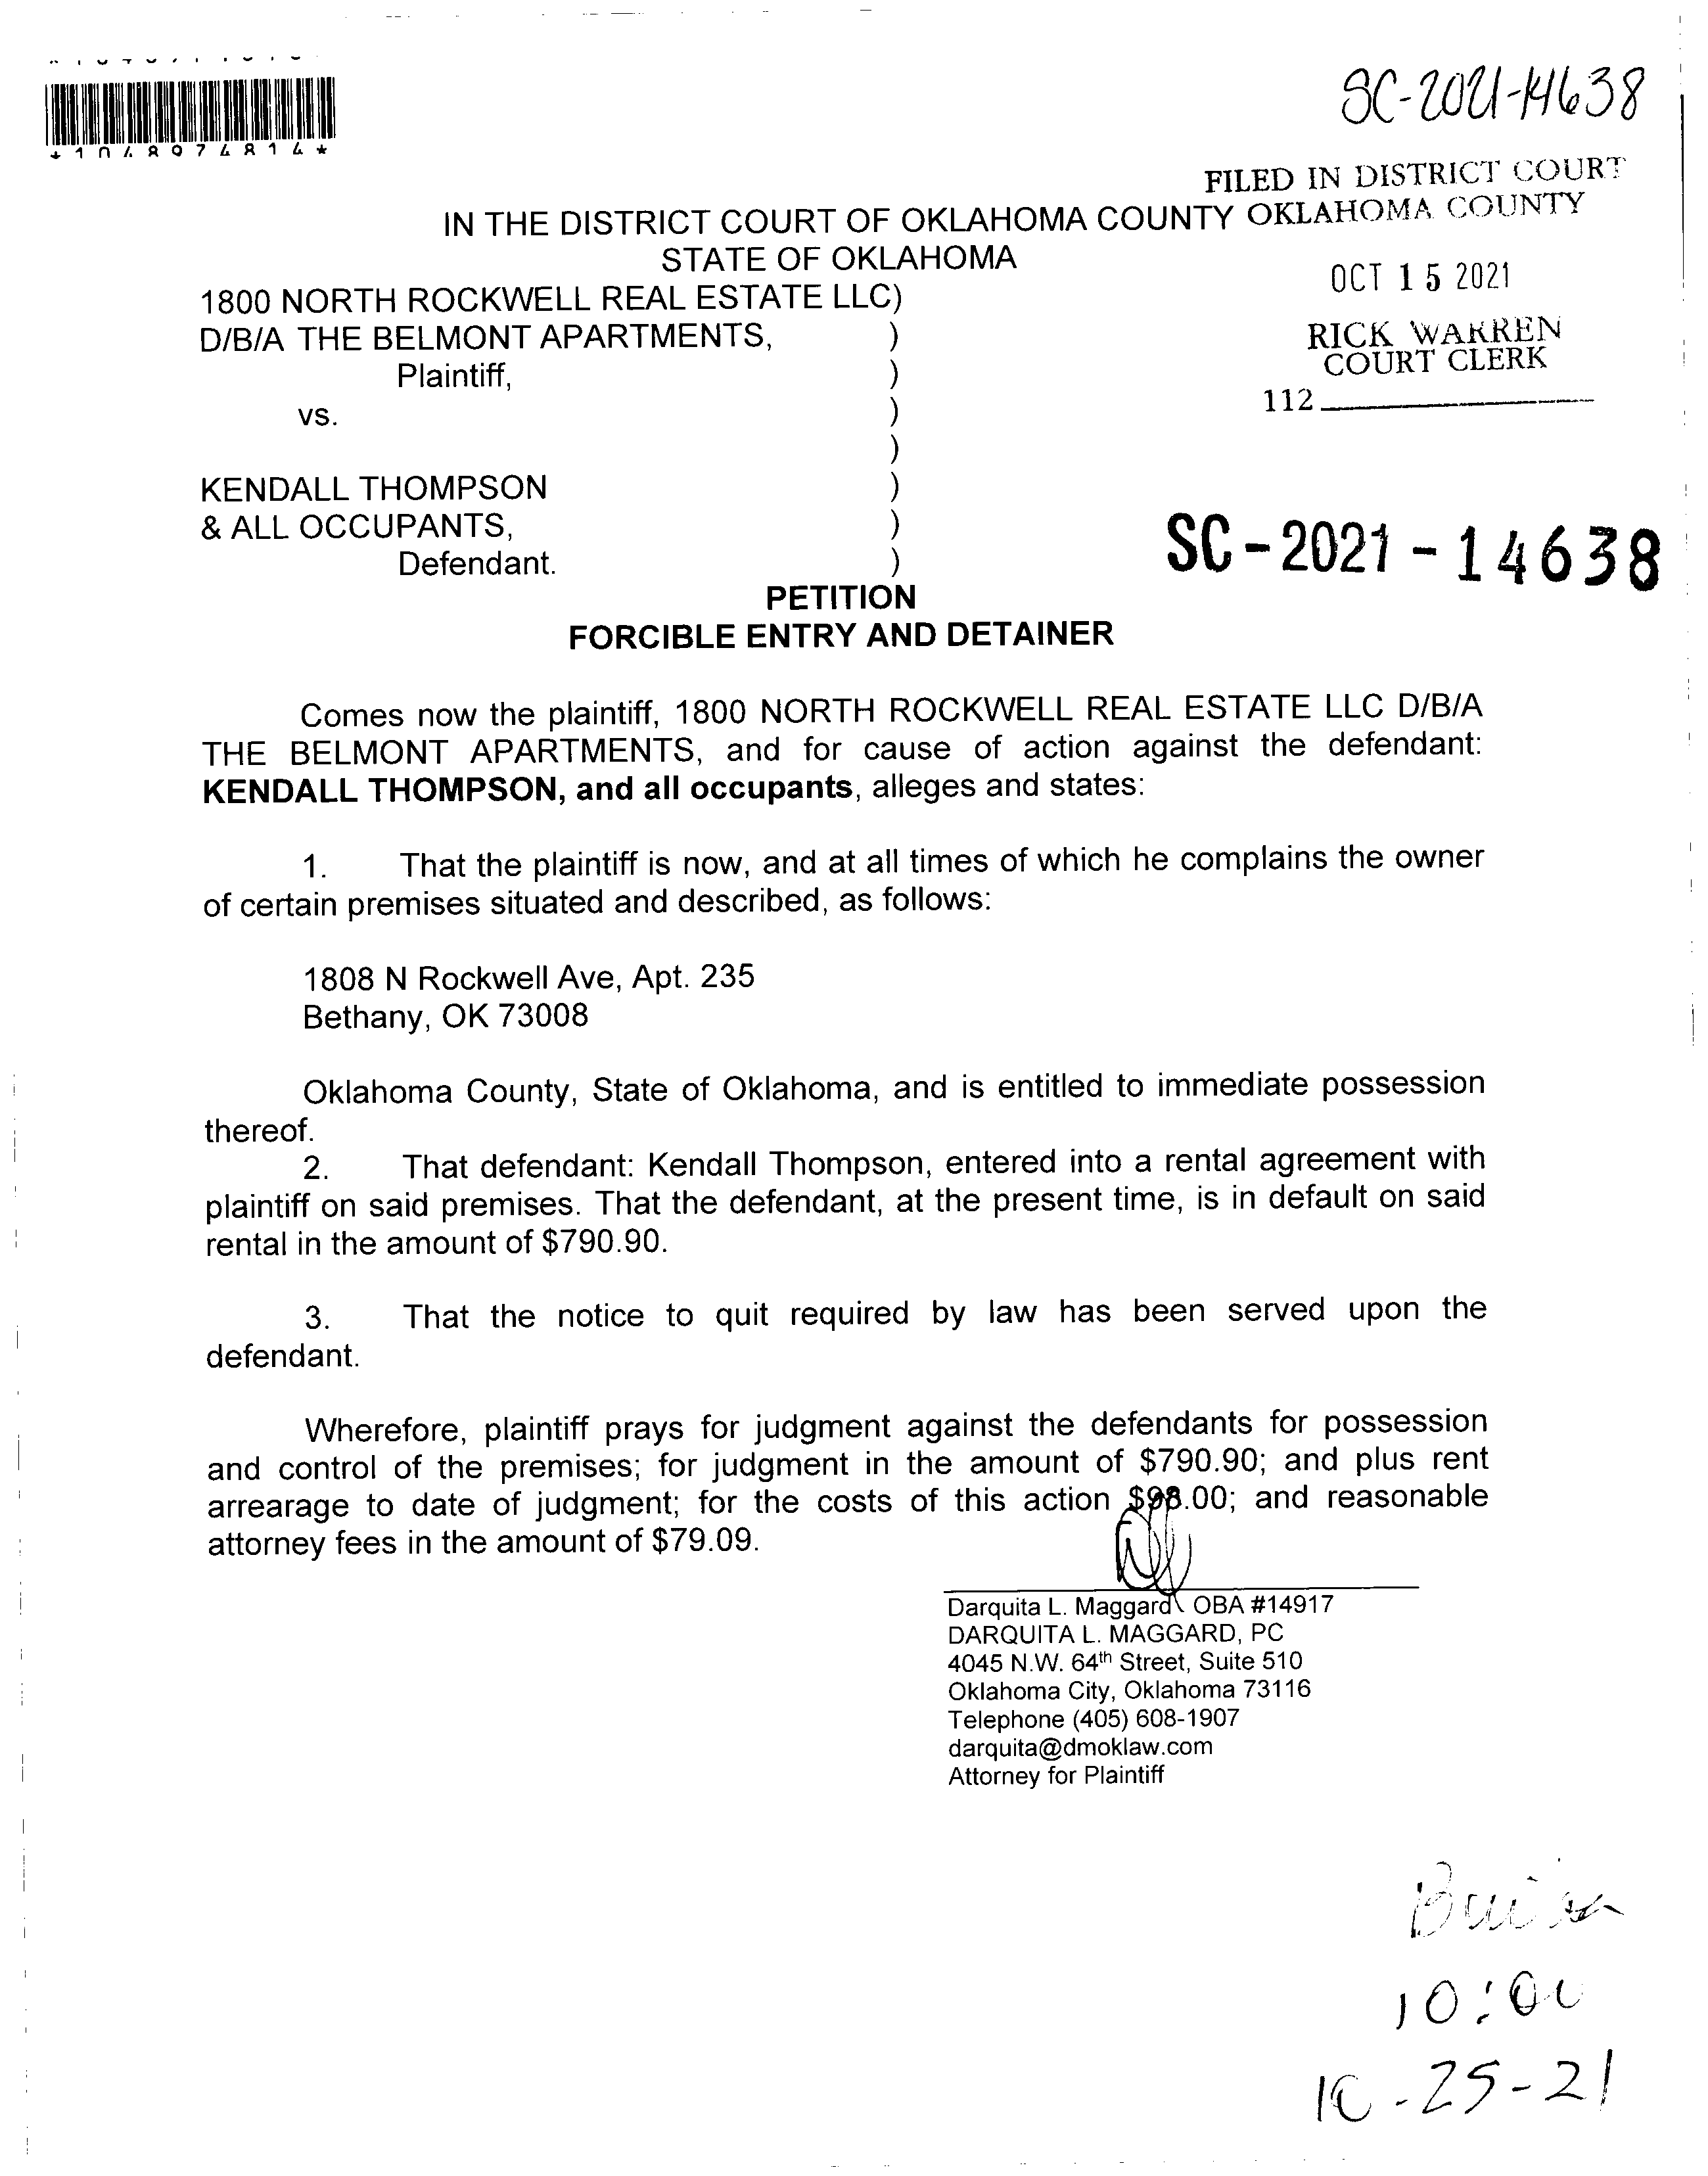 SC-2021-14638
*1048974814*
FILED IN DISTRICT COURT
OKLAHOMA COUNTY
IN THE DISTRICT COURT OF OKLAHOMA COUNTY
STATE OF OKLAHOMA
OCT 15 2021
1800 NORTH ROCKWELL REAL ESTATE LLC)
D/B/A THE BELMONT APARTMENTS, )
RICK WARREN
COURT CLERK
Plaintiff, )
112
vs. )
)
KENDALL THOMPSON )
& ALL OCCUPANTS, )
Defendant. )
SC-2021-14638
PETITION
FORCIBLE ENTRY AND DETAINER
Comes now the plaintiff, 1800 NORTH ROCKWELL REAL ESTATE LLC D/B/A
THE BELMONT APARTMENTS, and for cause of action against the defendant:
KENDALL THOMPSON, and all occupants, alleges and states:
1. That the plaintiff is now, and at all times of which he complains the owner
of certain premises situated and described, as follows:
1808 N Rockwell Ave, Apt. 235
Bethany, OK 73008
Oklahoma County, State of Oklahoma, and is entitled to immediate possession
thereof.
2. That defendant: Kendall Thompson, entered into a rental agreement with
plaintiff on said premises. That the defendant, at the present time, is in default on said
rental in the amount of $790.90.
3. That the notice to quit required by law has been served upon the
defendant.
Wherefore, plaintiff prays for judgment against the defendants for possession
and control of the premises; for judgment in the amount of $790.90; and plus rent
arrearage to date of judgment; for the costs of this action $98.00; and reasonable
attorney fees in the amount of $79.09.
Darquita L. Maggard OBA #14917
DARQUITA L. MAGGARD, PC
4045 N.W. 64th Street, Suite 510
Oklahoma City, Oklahoma 73116
Telephone (405) 608-1907
darquita@dmoklaw.com
Attorney for Plaintiff
10:00
10-25-21